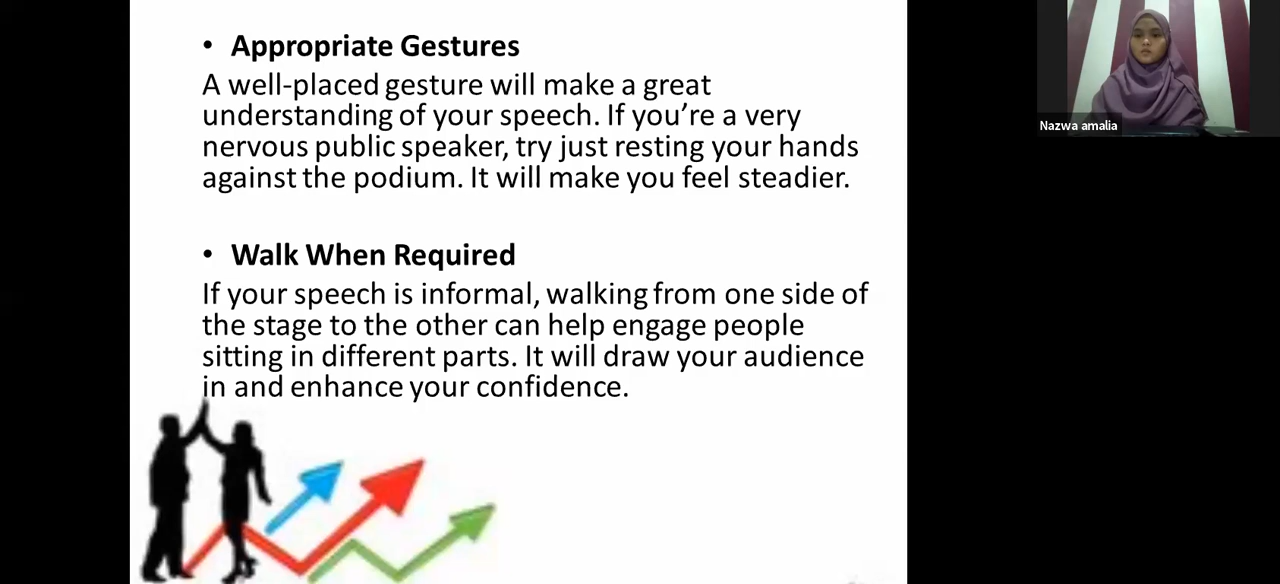 • Appropriate Gestures
A well-placed gesture will make a great
understanding of your speech. If you’re a very
nervous public speaker, try just resting your hands
against the podium. It will make you feel steadier.
• Walk When Required
If your speech is informal, walking from one side of
the stage to the other can help engage people
sitting in different parts. It will draw your audience
in and enhance your confidence.
Nazwa amalia